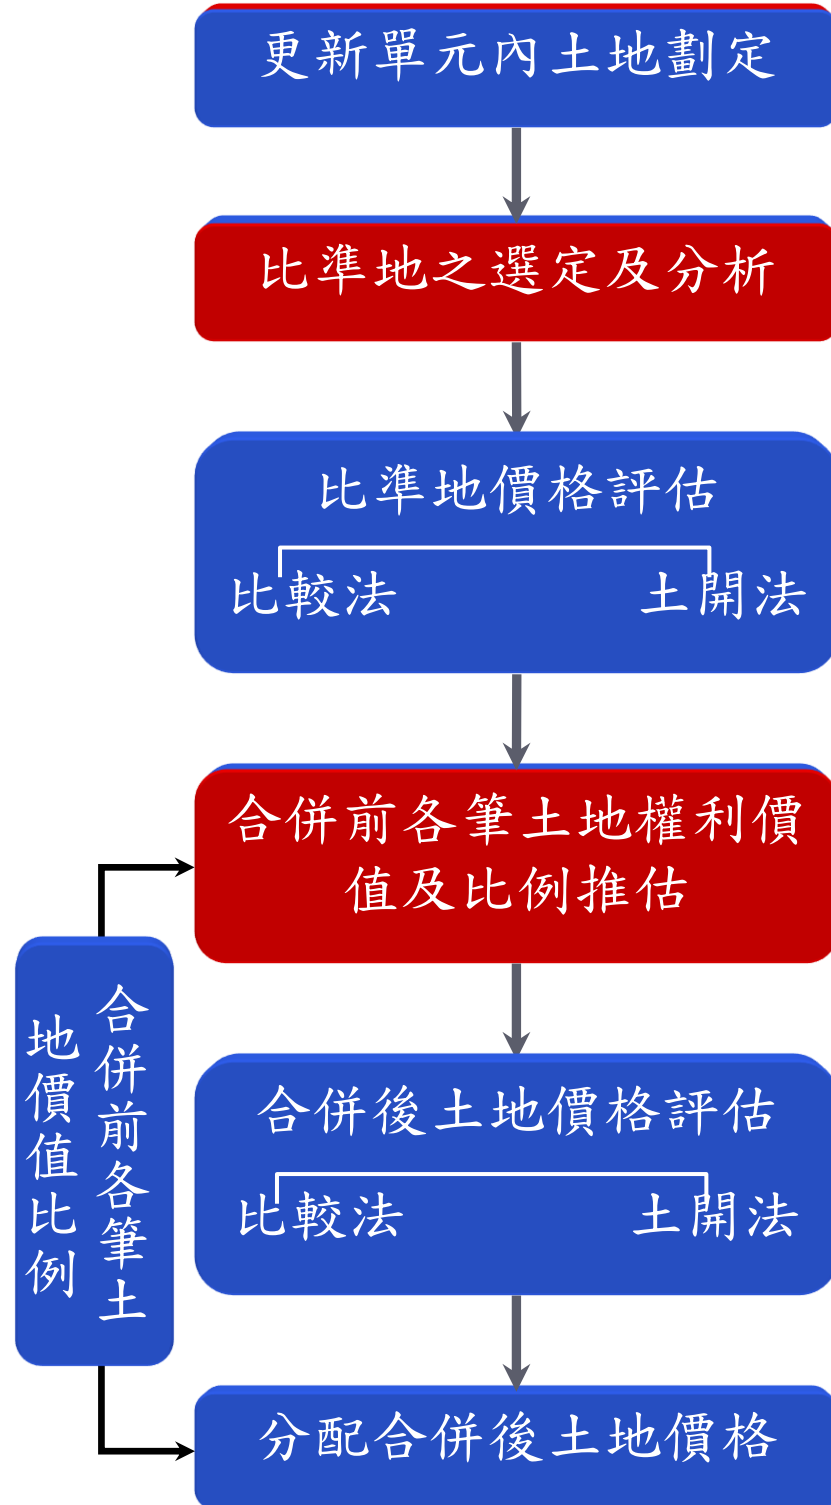 更新單元內土地劃定
比準地之選定及分析
比準地價格評估
比較法
土開法
合併前各筆土地權利價
值及比例推估
合併前各筆土
地價值比例
合併後土地價格評估
比較法
土開法
分配合併後土地價格